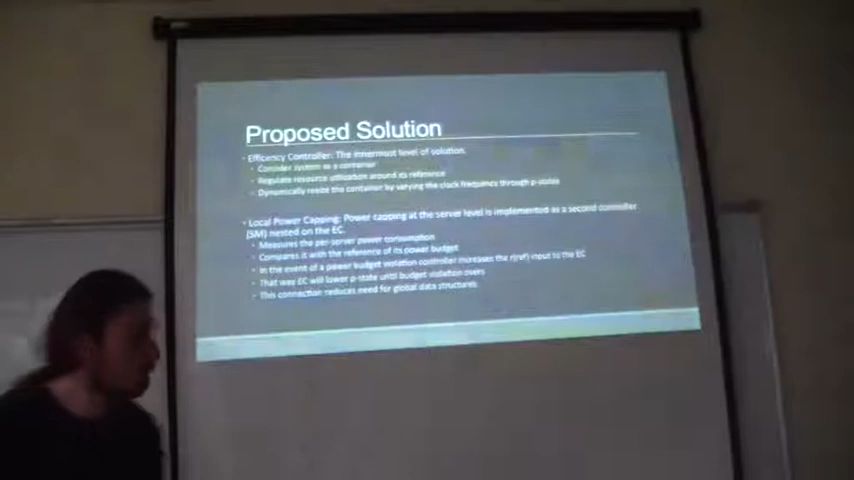 Proposed Solution
• Efficiency Controller: The innermost level of solution.
• Consider system as a container
• Regulate resource utilization around its reference
• Dynamically resize the container by varying the clock frequency through p-states
• Local Power Capping: Power capping at the server level is implemented as a second controller
(SM) nested on the EC.
• Measures the per-server power consumption
• Compares it with the reference of its power budget
• In the event of a power budget violation controller increases the r(ref) input to the EC
• That way EC will lower p-state until budget violation overs
• This connection reduces need for global data structures